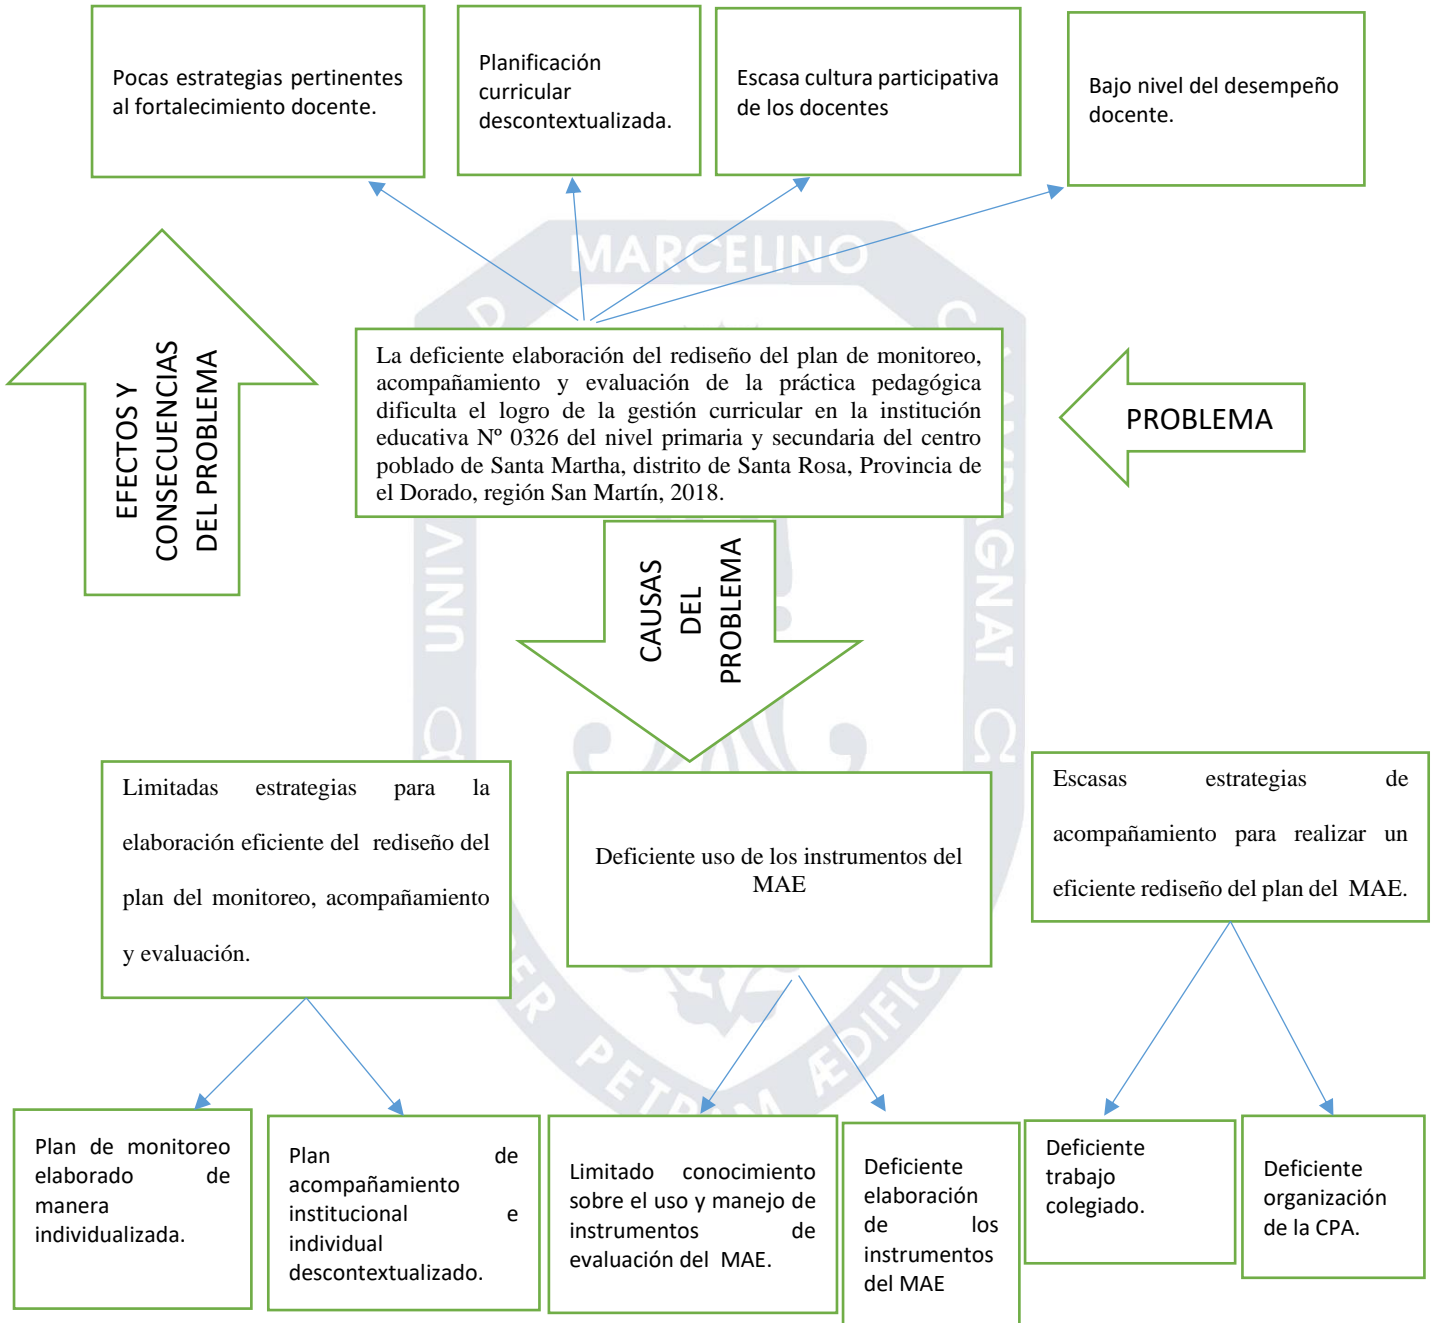 Pocas estrategias pertinentes
al fortalecimiento docente.
Planificación
curricular
descontextualizada.
Escasa cultura participativa
de los docentes
Bajo nivel del desempeño
docente.
MARCELINO
CHAMPAGNAT
UNIV
D
PER PETRAM ÆDIFIC
EFECTOS Y
CONSECUENCIAS
DEL PROBLEMA
La deficiente elaboración del rediseño del plan de monitoreo,
acompañamiento y evaluación de la práctica pedagógica
dificulta el logro de la gestión curricular en la institución
educativa Nº 0326 del nivel primaria y secundaria del centro
poblado de Santa Martha, distrito de Santa Rosa, Provincia de
el Dorado, región San Martín, 2018.
PROBLEMA
CAUSAS
DEL
PROBLEMA
Limitadas estrategias para la
elaboración eficiente del rediseño del
plan del monitoreo, acompañamiento
y evaluación.
Deficiente uso de los instrumentos del
MAE
Escasas estrategias de
acompañamiento para realizar un
eficiente rediseño del plan del MAE.
Plan de monitoreo
elaborado de
manera
individualizada.
Plan de
acompañamiento
institucional e
individual
descontextualizado.
Limitado conocimiento
sobre el uso y manejo de
instrumentos de
evaluación del MAE.
Deficiente
elaboración
de los
instrumentos
del MAE
Deficiente
trabajo
colegiado.
Deficiente
organización
de la CPA.